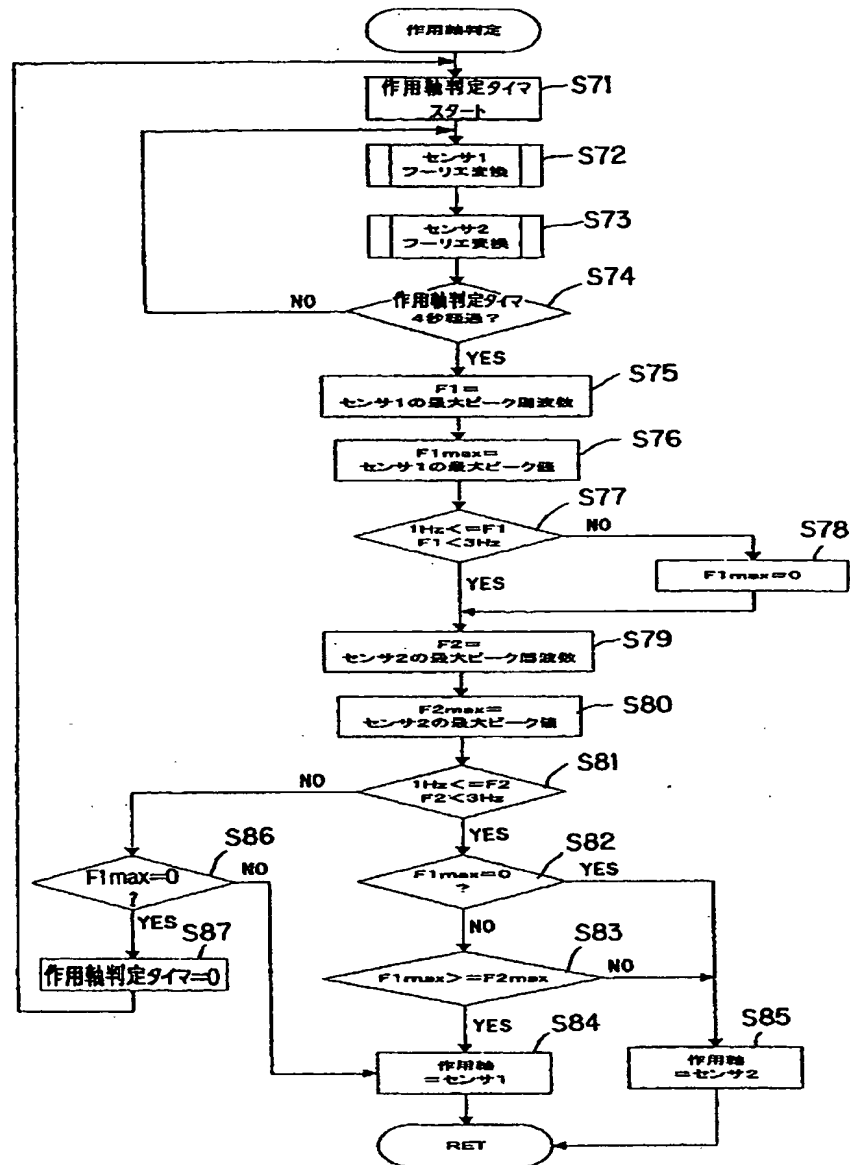 作用軸判定
作用軸判定タイマ
スタート
S71
センサ1
フーリエ変換
S72
センサ2
フーリエ変換
S73
作用軸判定タイマ
4秒経過?
S74
NO
YES
F1=
センサ1の最大ピーク周波数
S75
F1max=
センサ1の最大ピーク値
S76
1Hz<=F1
F1<3Hz
S77
NO
YES
F1max=0
S78
F2=
センサ2の最大ピーク周波数
S79
F2max=
センサ2の最大ピーク値
S80
1Hz<=F2
F2<3Hz
S81
NO
YES
F1max=0
?
S82
YES
NO
F1max=0
?
S86
NO
YES
作用軸判定タイマ=0
S87
F1max>=F2max
S83
NO
YES
作用軸
=センサ1
S84
作用軸
=センサ2
S85
RET